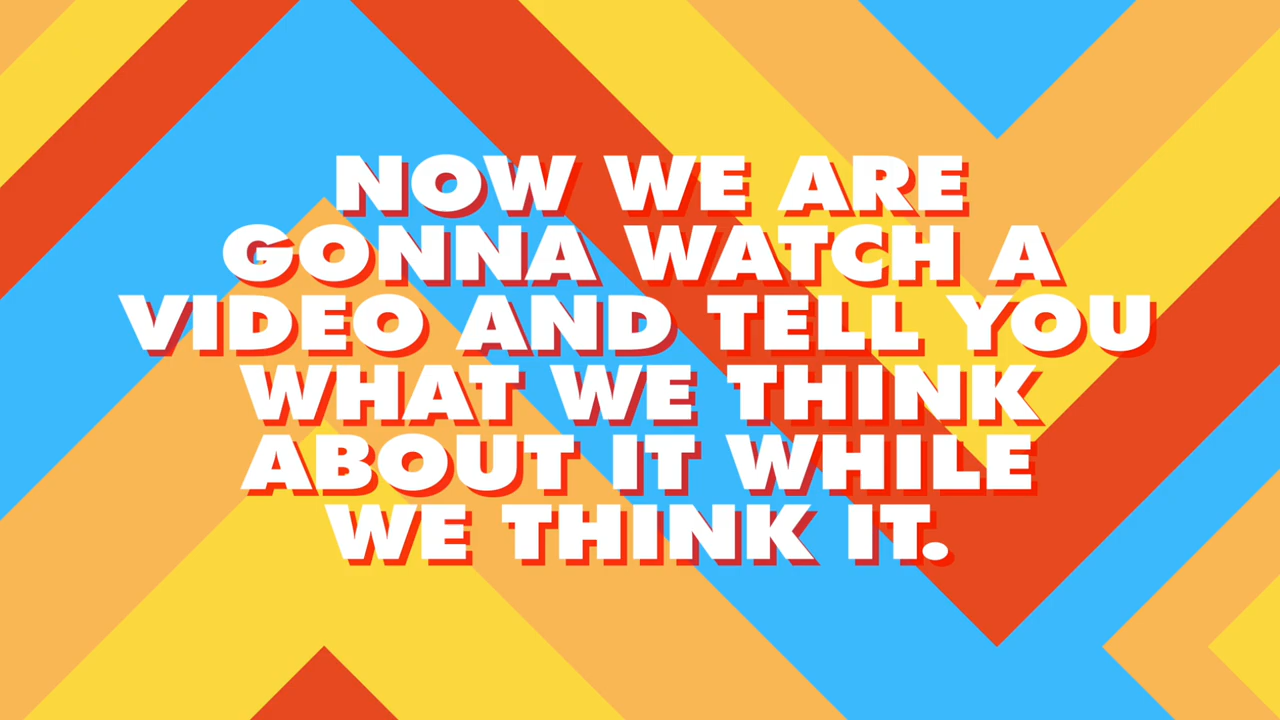 NOW WE ARE
GONNA WATCH A
VIDEO AND TELL YOU
WHAT WE THINK
ABOUT IT WHILE
WE THINK IT.